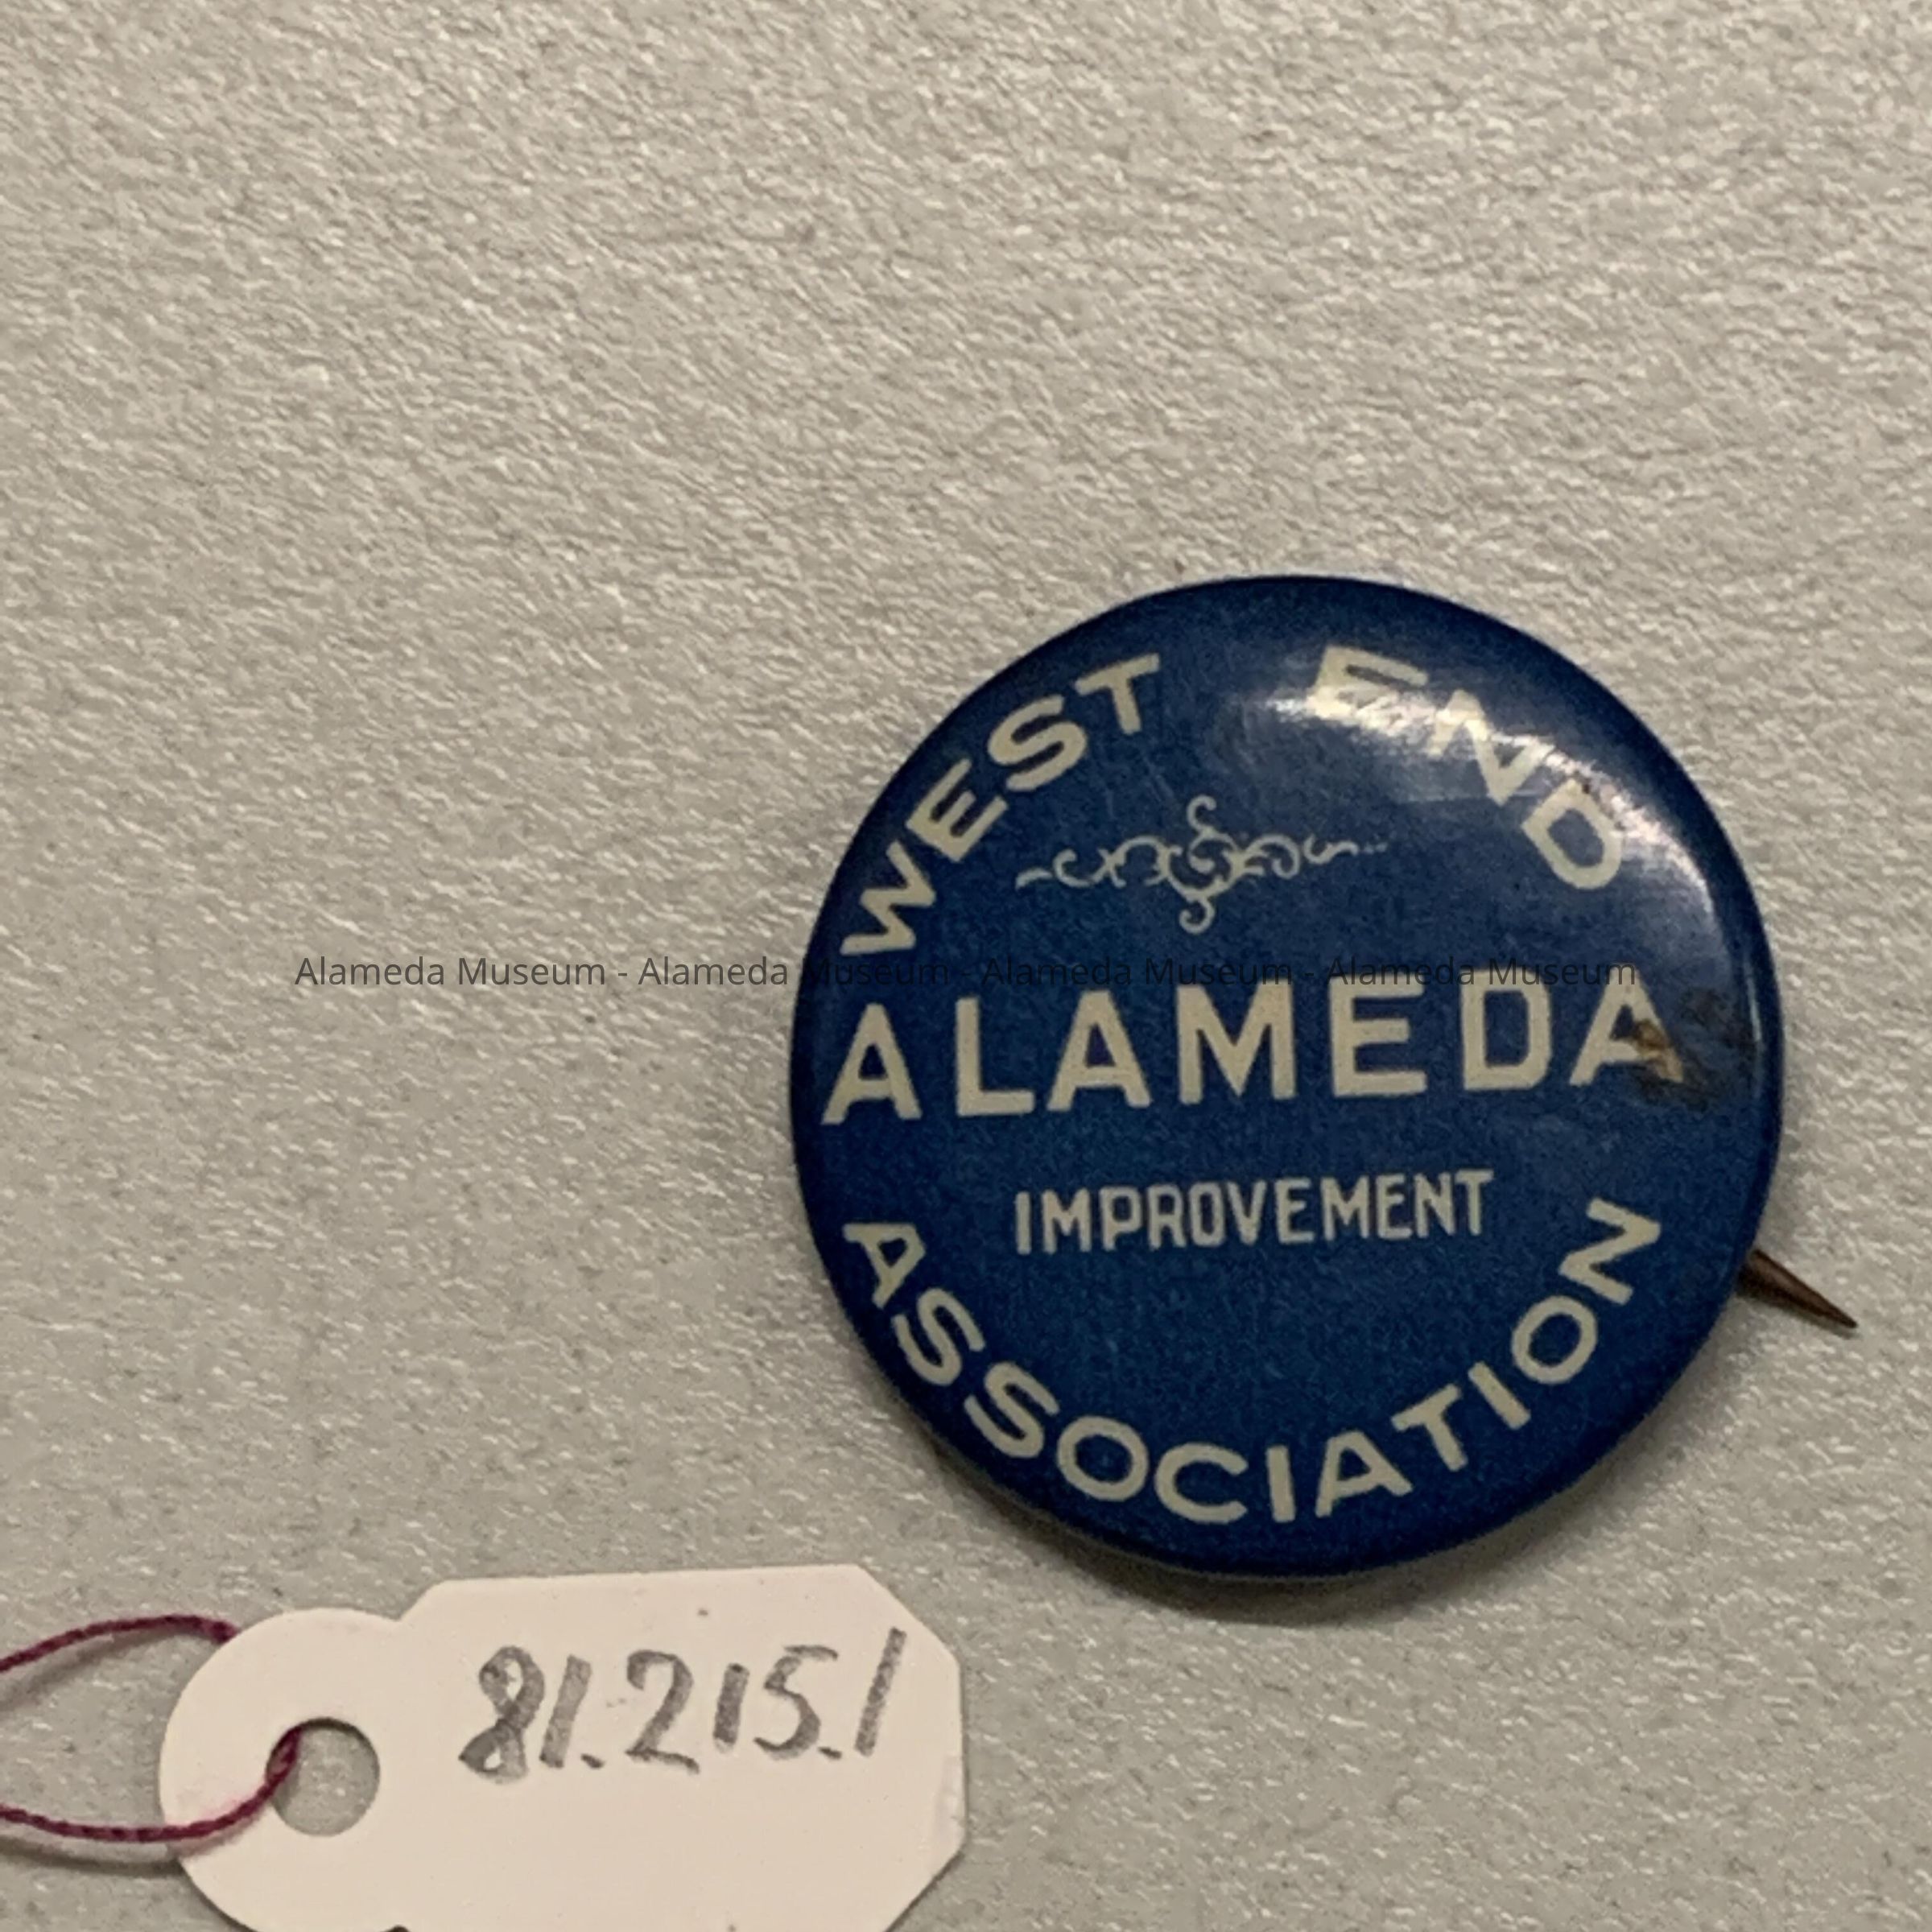 WEST END
Alameda Museum - Alameda Museum - Alameda Museum - Alameda Museum
ALAMEDA
IMPROVEMENT
ASSOCIATION
81.215.1